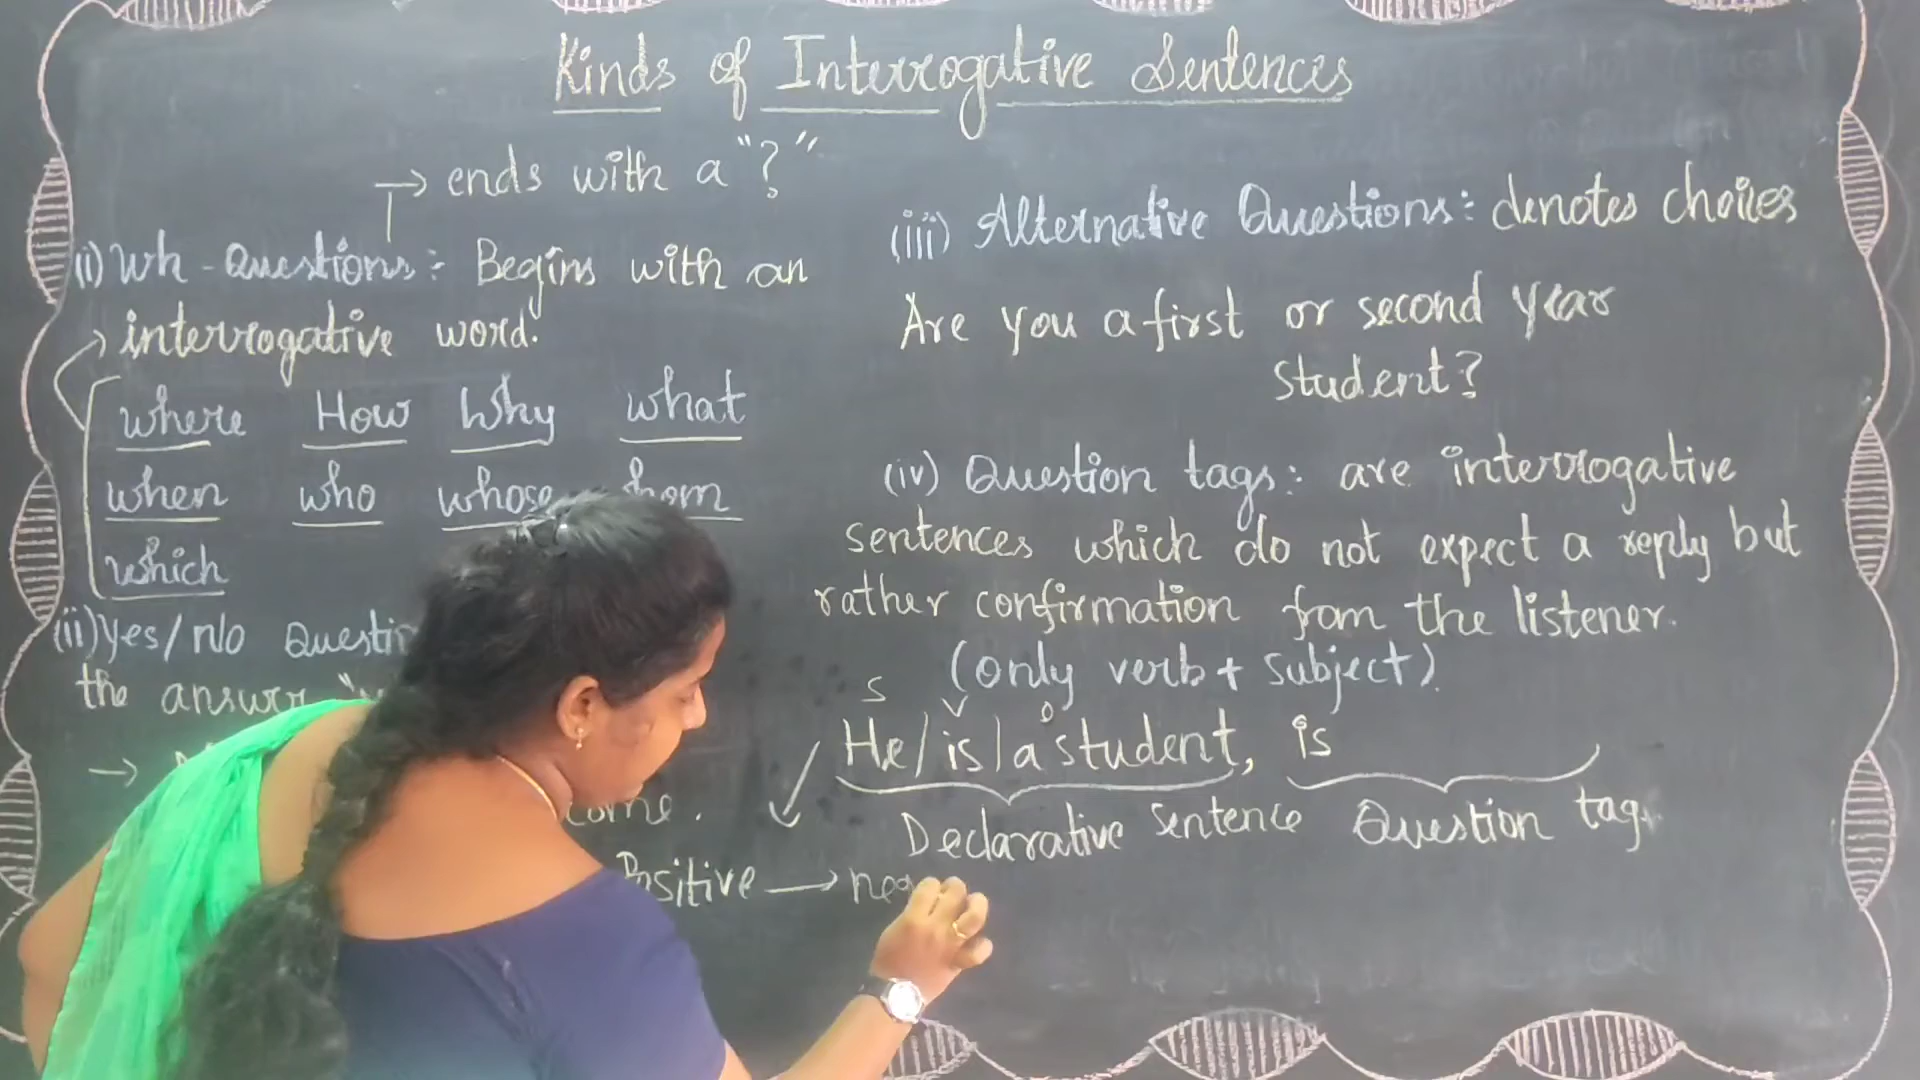 Kinds of Interrogative Sentences
→ ends with a "?"
(i) Wh - Questions: Begins with an
interrogative word.
where How Why what
when who whose
which
(ii) Yes/No
the answer
come.
Positive →
(iii) Alternative Questions: denotes choices
Are you a first or second year
student?
(iv) Question tags: are interrogative
sentences which do not expect a reply but
rather confirmation from the listener.
(only verb + subject).
S V O
He / is / a student, is
Declarative sentence Question tag.